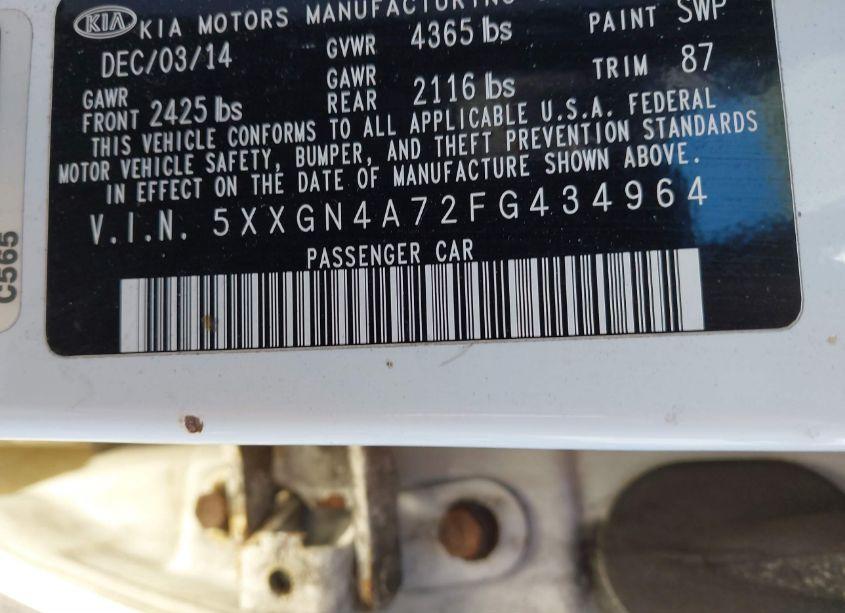 KIA KIA MOTORS MANUFACTURING
DEC/03/14 GVWR 4365 lbs PAINT SWP
GAWR FRONT 2425 lbs GAWR REAR 2116 lbs TRIM 87
THIS VEHICLE CONFORMS TO ALL APPLICABLE U.S.A. FEDERAL
MOTOR VEHICLE SAFETY, BUMPER, AND THEFT PREVENTION STANDARDS
IN EFFECT ON THE DATE OF MANUFACTURE SHOWN ABOVE.
V.I.N. 5XXGN4A72FG434964
PASSENGER CAR
C565